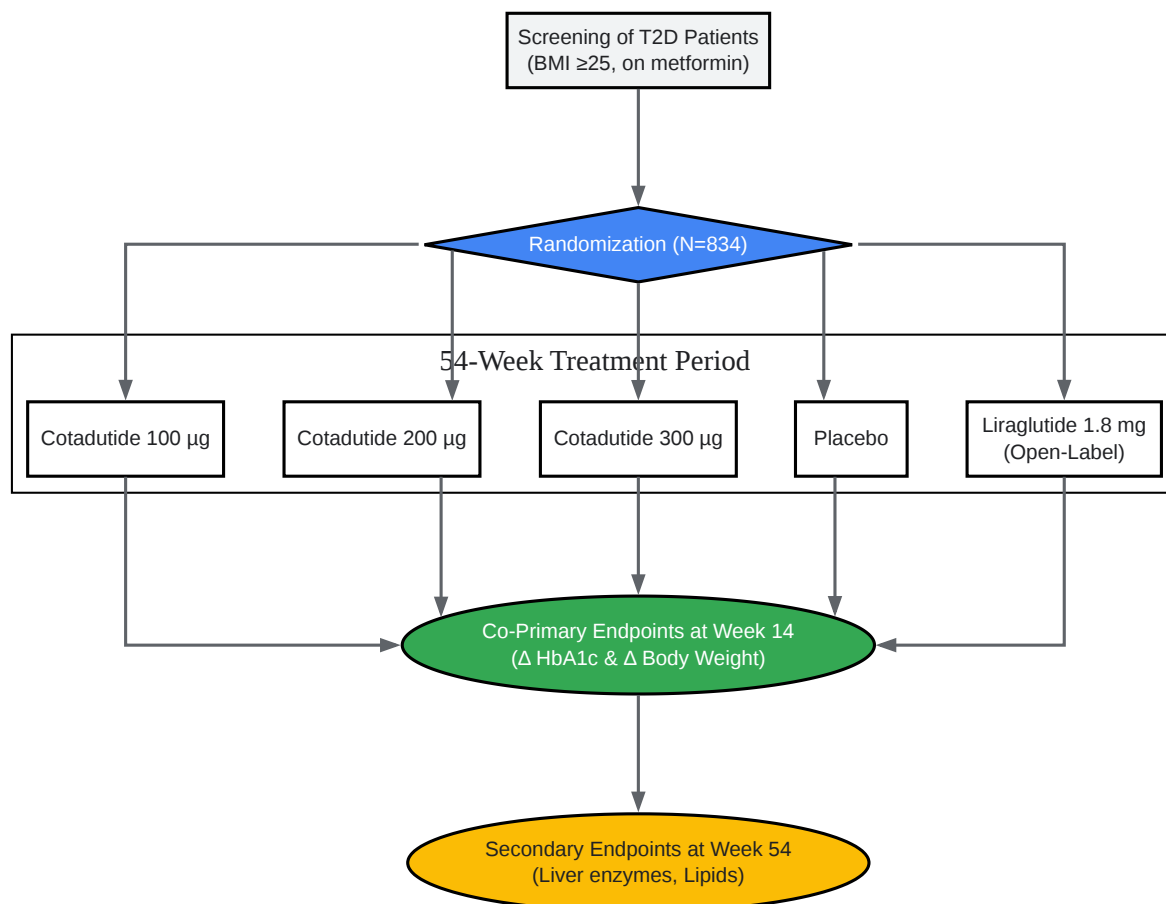 Screening of T2D Patients
(BMI ≥25, on metformin)
Randomization (N=834)
54-Week Treatment Period
Cotadutide 100 µg
Cotadutide 200 µg
Cotadutide 300 µg
Placebo
Liraglutide 1.8 mg
(Open-Label)
Co-Primary Endpoints at Week 14
(Δ HbA1c & Δ Body Weight)
Secondary Endpoints at Week 54
(Liver enzymes, Lipids)